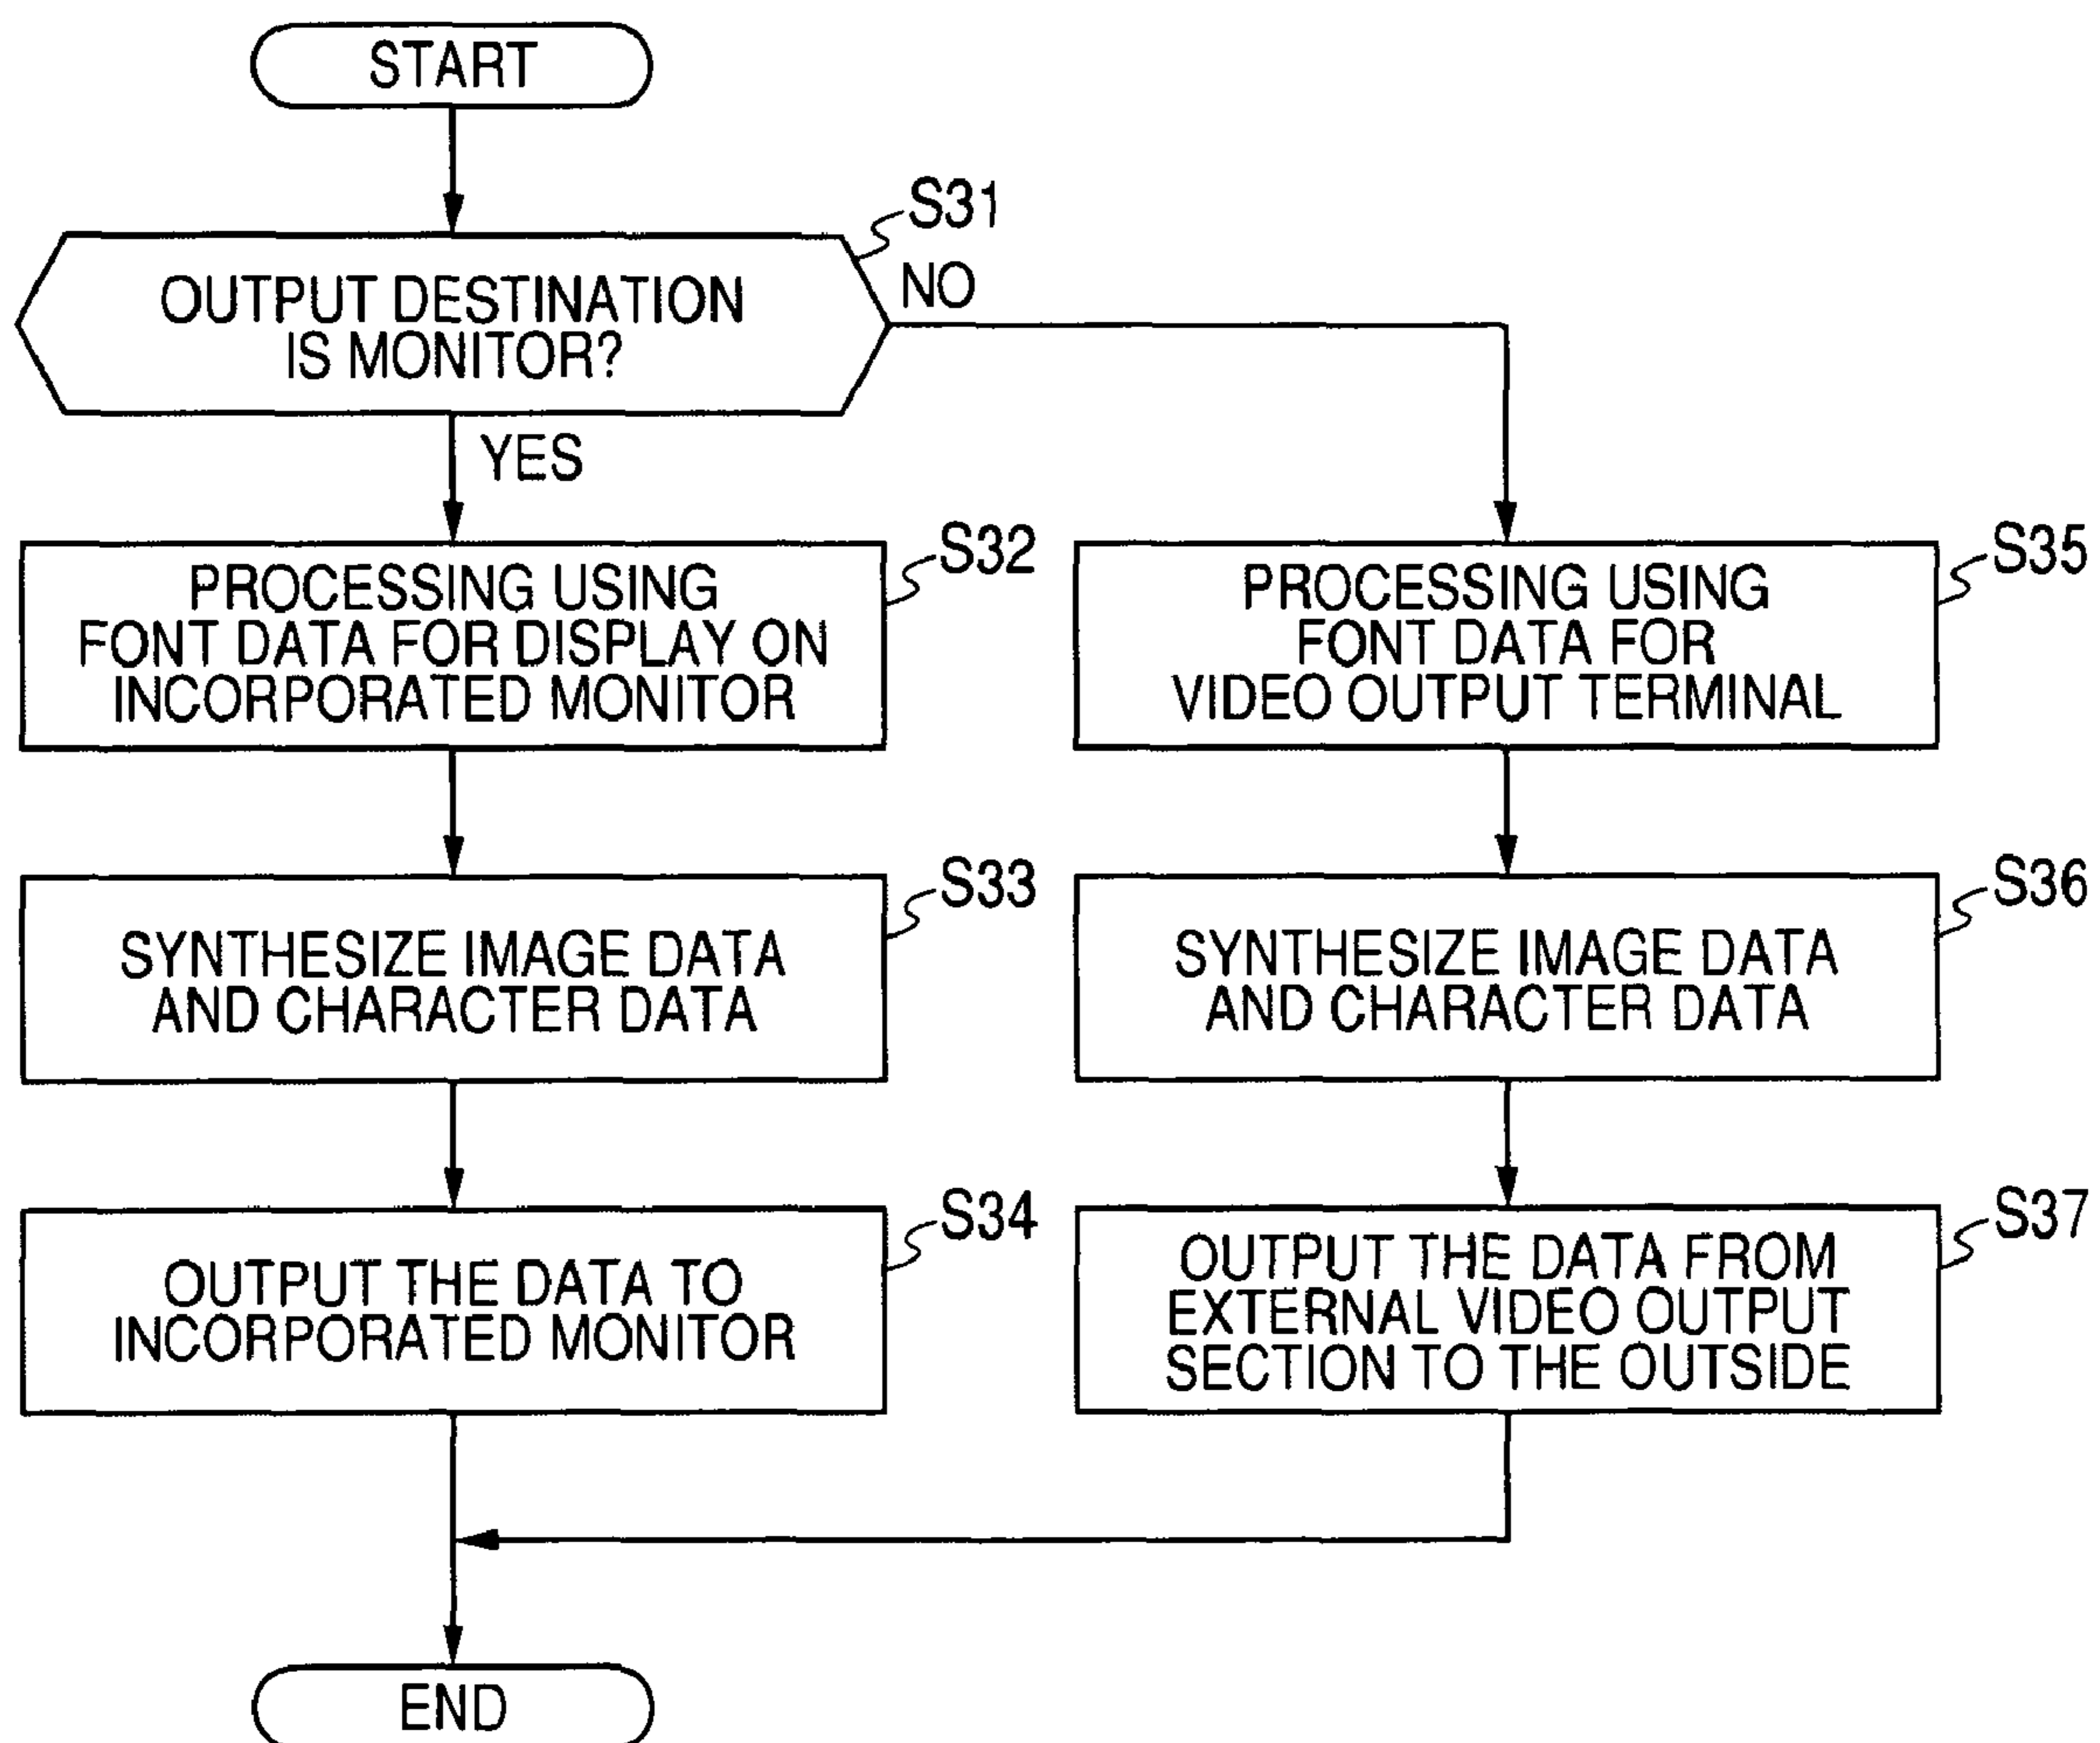 START
S31
OUTPUT DESTINATION
IS MONITOR?
NO
YES
S32
PROCESSING USING
FONT DATA FOR DISPLAY ON
INCORPORATED MONITOR
S33
SYNTHESIZE IMAGE DATA
AND CHARACTER DATA
S34
OUTPUT THE DATA TO
INCORPORATED MONITOR
S35
PROCESSING USING
FONT DATA FOR
VIDEO OUTPUT TERMINAL
S36
SYNTHESIZE IMAGE DATA
AND CHARACTER DATA
S37
OUTPUT THE DATA FROM
EXTERNAL VIDEO OUTPUT
SECTION TO THE OUTSIDE
END